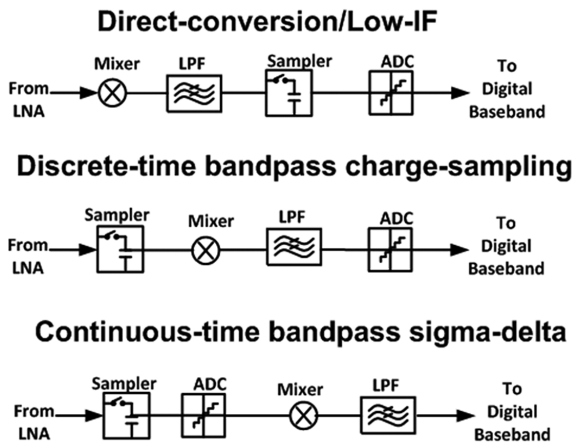 Direct-conversion/Low-IF
From LNA
Mixer
LPF
Sampler
ADC
To Digital Baseband
Discrete-time bandpass charge-sampling
From LNA
Sampler
Mixer
LPF
ADC
To Digital Baseband
Continuous-time bandpass sigma-delta
From LNA
Sampler
ADC
Mixer
LPF
To Digital Baseband